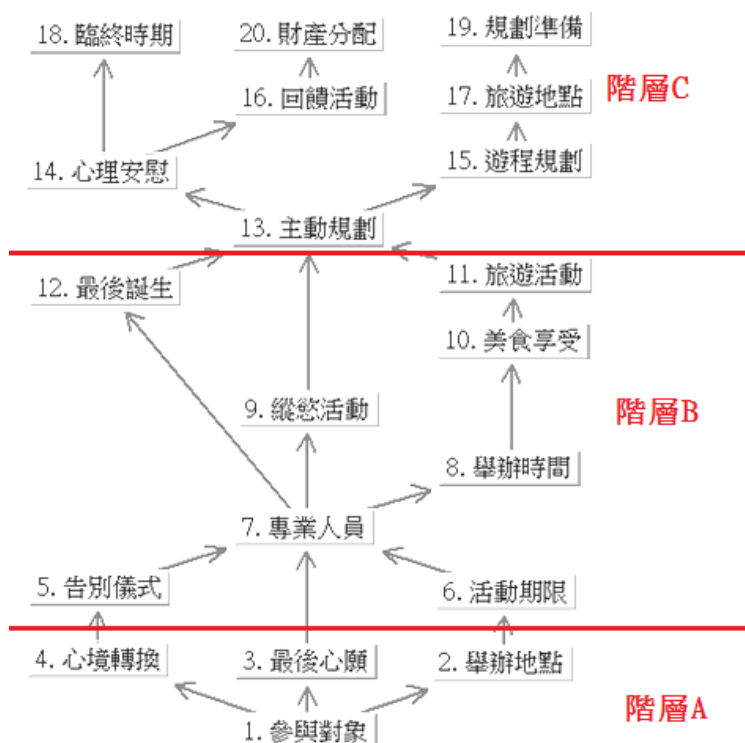 18. 臨終時期
20. 財產分配
19. 規劃準備
階層C
16. 回饋活動
17. 旅遊地點
14. 心理安慰
15. 遊程規劃
13. 主動規劃
12. 最後誕生
11. 旅遊活動
10. 美食享受
9. 縱慾活動
階層B
8. 舉辦時間
7. 專業人員
5. 告別儀式
6. 活動期限
4. 心境轉換
3. 最後心願
2. 舉辦地點
階層A
1. 參與對象